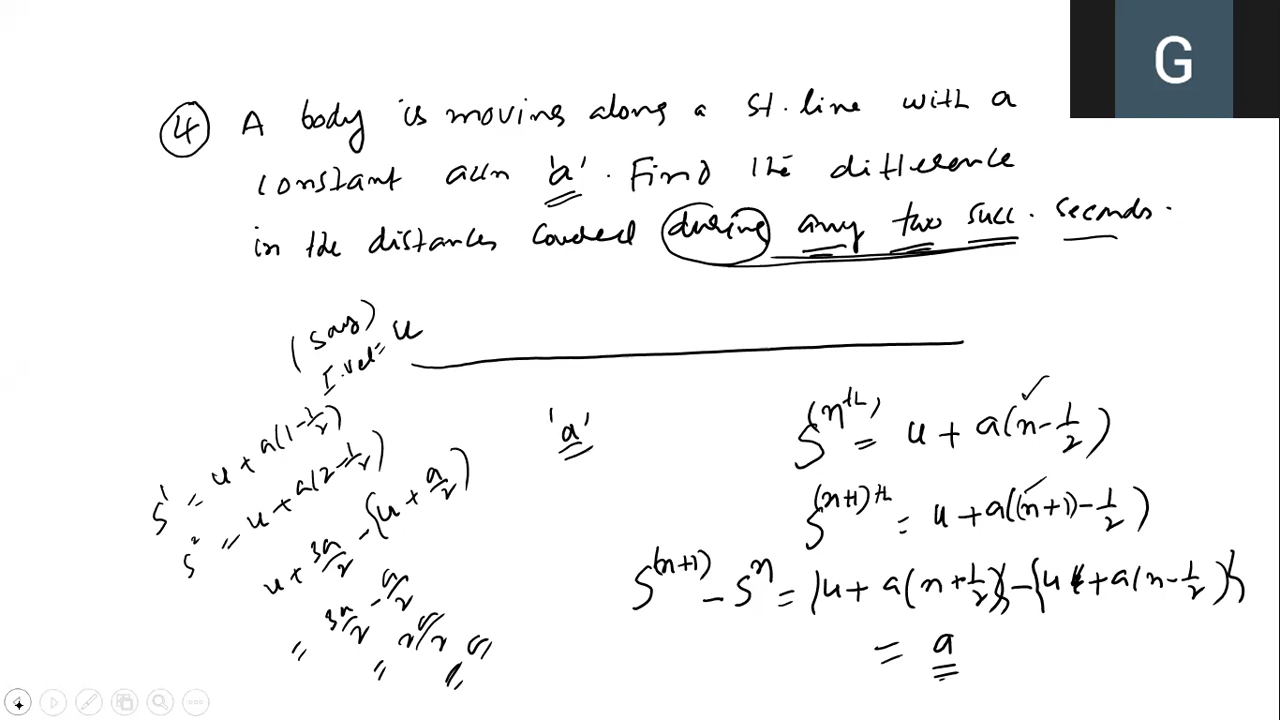 G
④ A body is moving along a st. line with a
constant accn 'a'. Find the difference
in the distances covered during any two succ. seconds.
(say)
I.vel = u
'a'
S¹ = u + a(1-1/2)
S² = u + a(2-1/2)
u + 3a/2 - {u + a/2}
= 3a/2 - a/2
= 2a/2 a
S^(nth) = u + a(n-1/2)
S^(n+1)th = u + a((n+1)-1/2)
S^(n+1) - S^n = {u + a(n+1/2)} - {u + a(n-1/2)}
= a